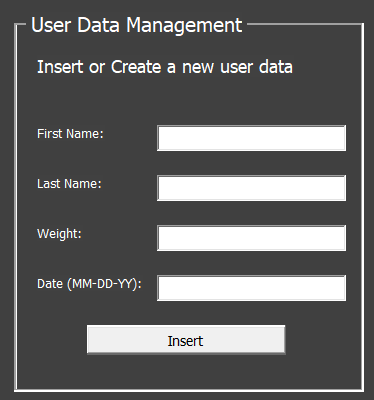 User Data Management
Insert or Create a new user data
First Name:
Last Name:
Weight:
Date (MM-DD-YY):
Insert